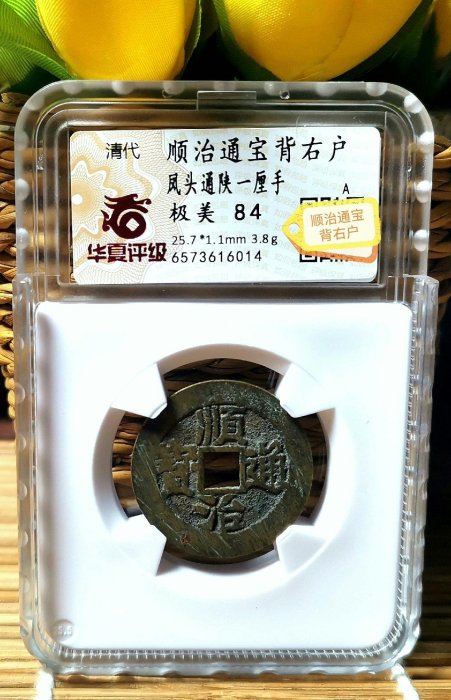 清代
顺治通宝背右户
凤头通陕一厘手
极美 84
A
华夏评级
25.7*1.1mm 3.8g
6573616014
顺治通宝
背右户
顺
寳 通
治